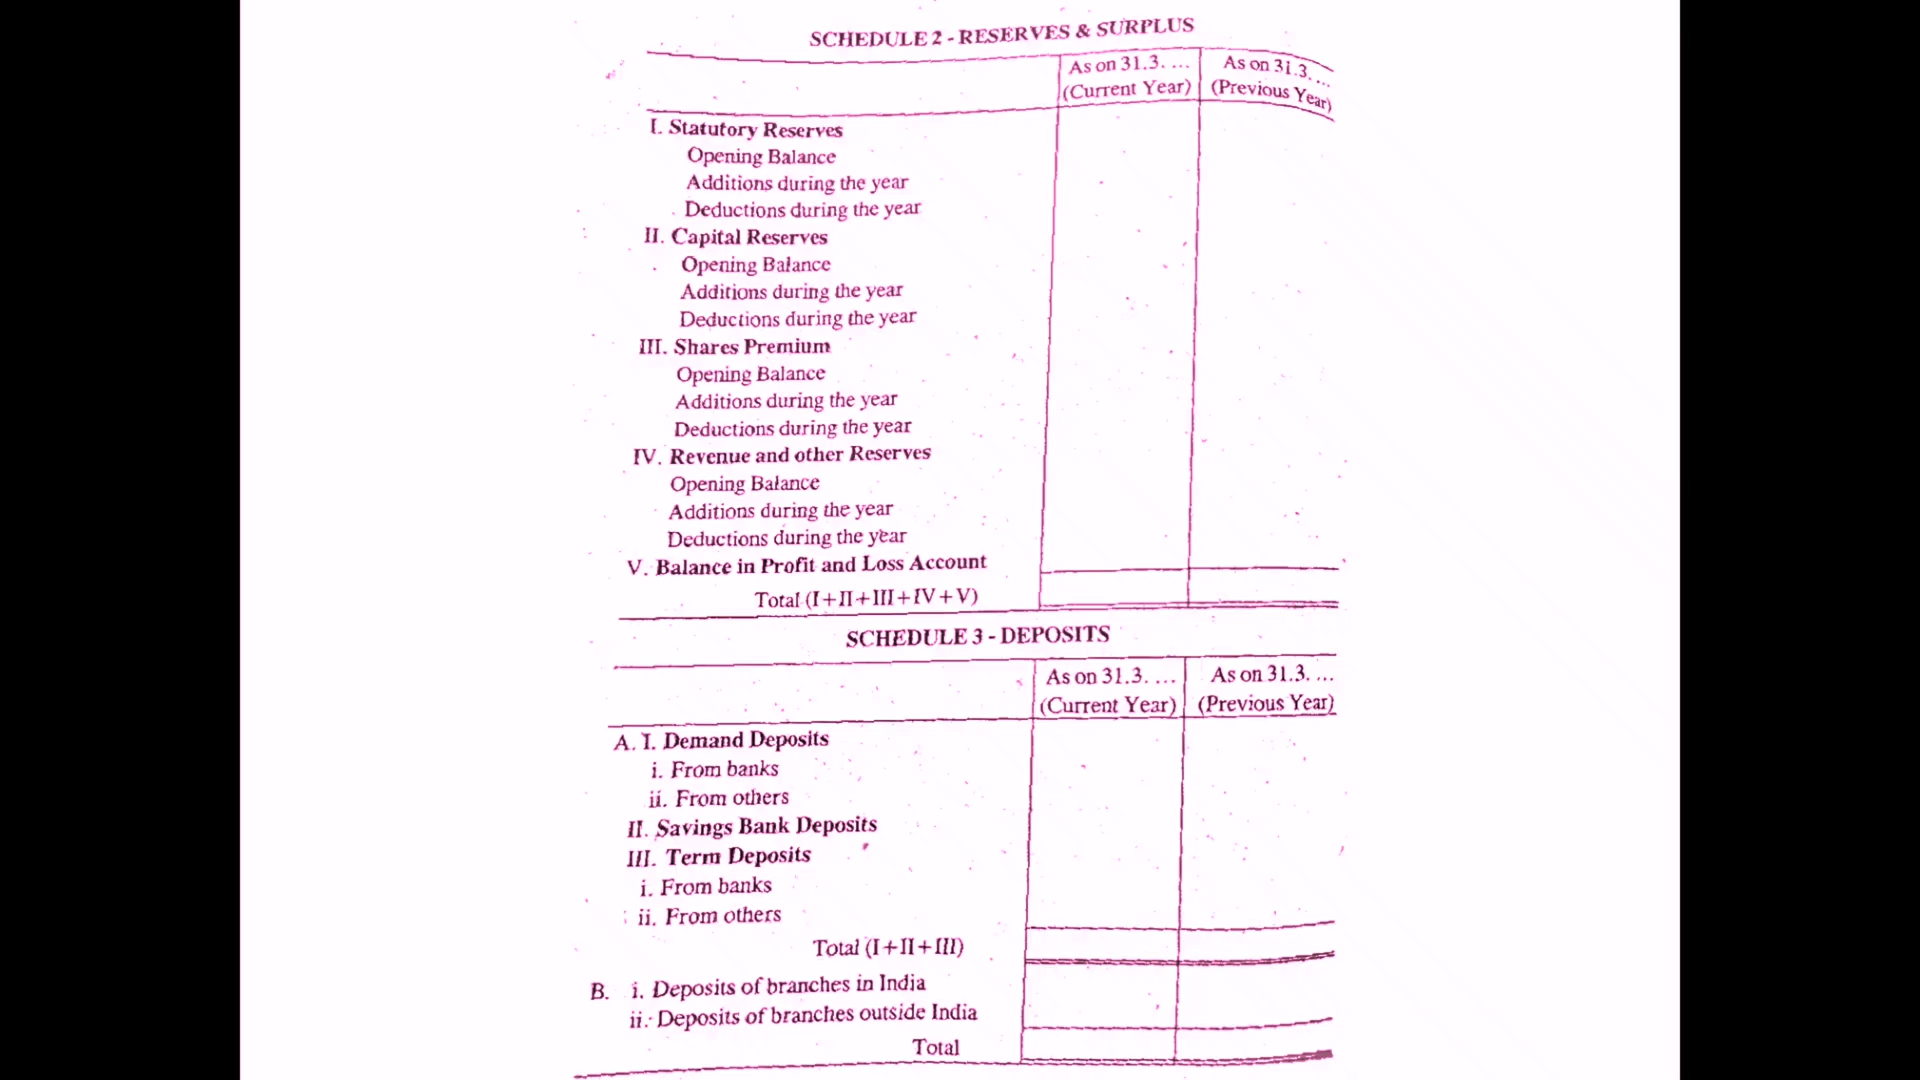 SCHEDULE 2 - RESERVES & SURPLUS
As on 31.3. ... As on 31.3. ...
(Current Year) (Previous Year)
I. Statutory Reserves
Opening Balance
Additions during the year
Deductions during the year
II. Capital Reserves
Opening Balance
Additions during the year
Deductions during the year
III. Shares Premium
Opening Balance
Additions during the year
Deductions during the year
IV. Revenue and other Reserves
Opening Balance
Additions during the year
Deductions during the year
V. Balance in Profit and Loss Account
Total (I+II+III+IV+V)
SCHEDULE 3 - DEPOSITS
As on 31.3. ... As on 31.3. ...
(Current Year) (Previous Year)
A. I. Demand Deposits
i. From banks
ii. From others
II. Savings Bank Deposits
III. Term Deposits
i. From banks
ii. From others
Total (I+II+III)
B. i. Deposits of branches in India
ii. Deposits of branches outside India
Total